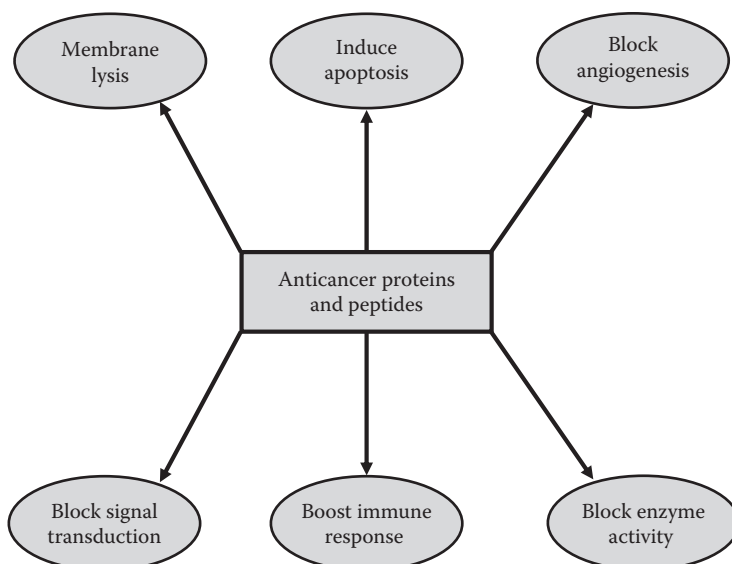 Membrane
lysis
Induce
apoptosis
Block
angiogenesis
Anticancer proteins
and peptides
Block signal
transduction
Boost immune
response
Block enzyme
activity